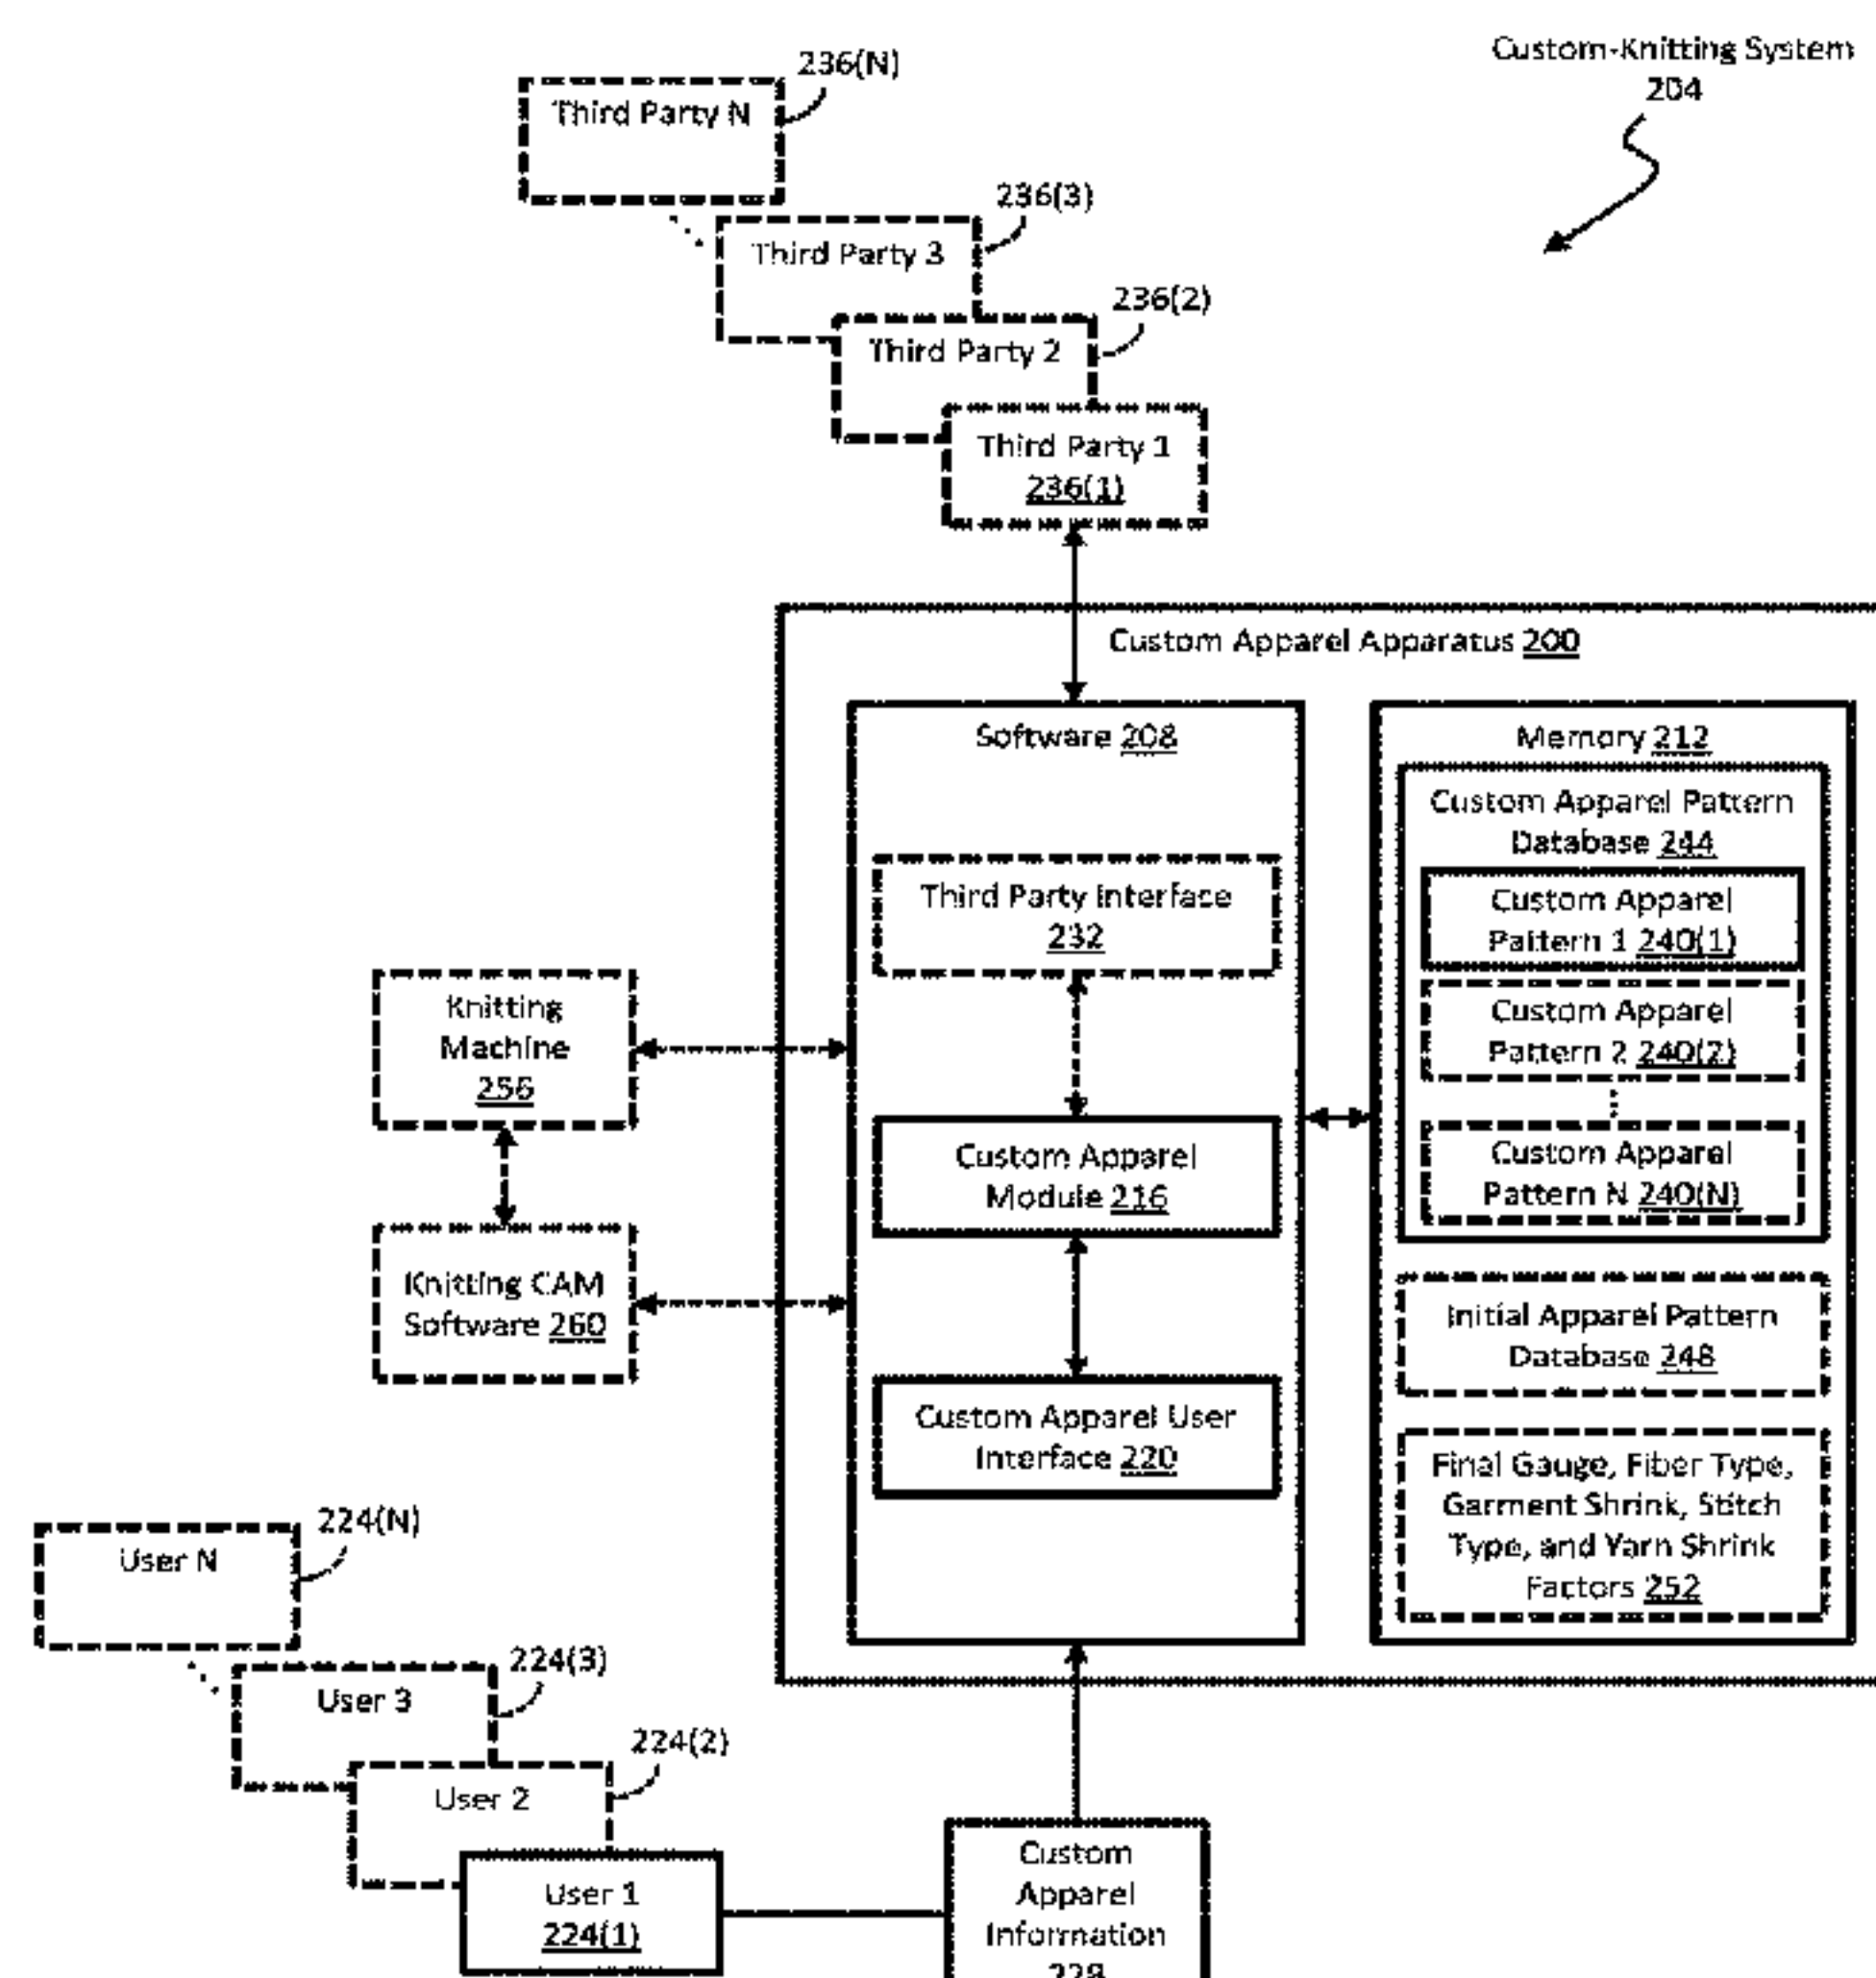 Custom-Knitting System
204
236(N)
Third Party N
236(3)
Third Party 3
236(2)
Third Party 2
Third Party 1
236(1)
Custom Apparel Apparatus 200
Software 208
Third Party Interface
232
Custom Apparel
Module 216
Custom Apparel User
Interface 220
Memory 212
Custom Apparel Pattern
Database 244
Custom Apparel
Pattern 1 240(1)
Custom Apparel
Pattern 2 240(2)
Custom Apparel
Pattern N 240(N)
Initial Apparel Pattern
Database 248
Final Gauge, Fiber Type,
Garment Shrink, Stitch
Type, and Yarn Shrink
Factors 252
Knitting
Machine
256
Knitting CAM
Software 260
224(N)
User N
224(3)
User 3
224(2)
User 2
User 1
224(1)
Custom
Apparel
Information
228